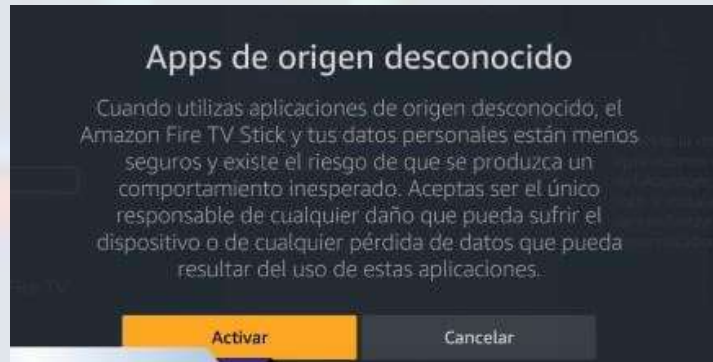 Apps de origen desconocido
Cuando utilizas aplicaciones de origen desconocido, el
Amazon Fire TV Stick y tus datos personales están menos
seguros y existe el riesgo de que se produzca un
comportamiento inesperado. Aceptas ser el único
responsable de cualquier daño que pueda sufrir el
dispositivo o de cualquier pérdida de datos que pueda
resultar del uso de estas aplicaciones.
Activar
Cancelar